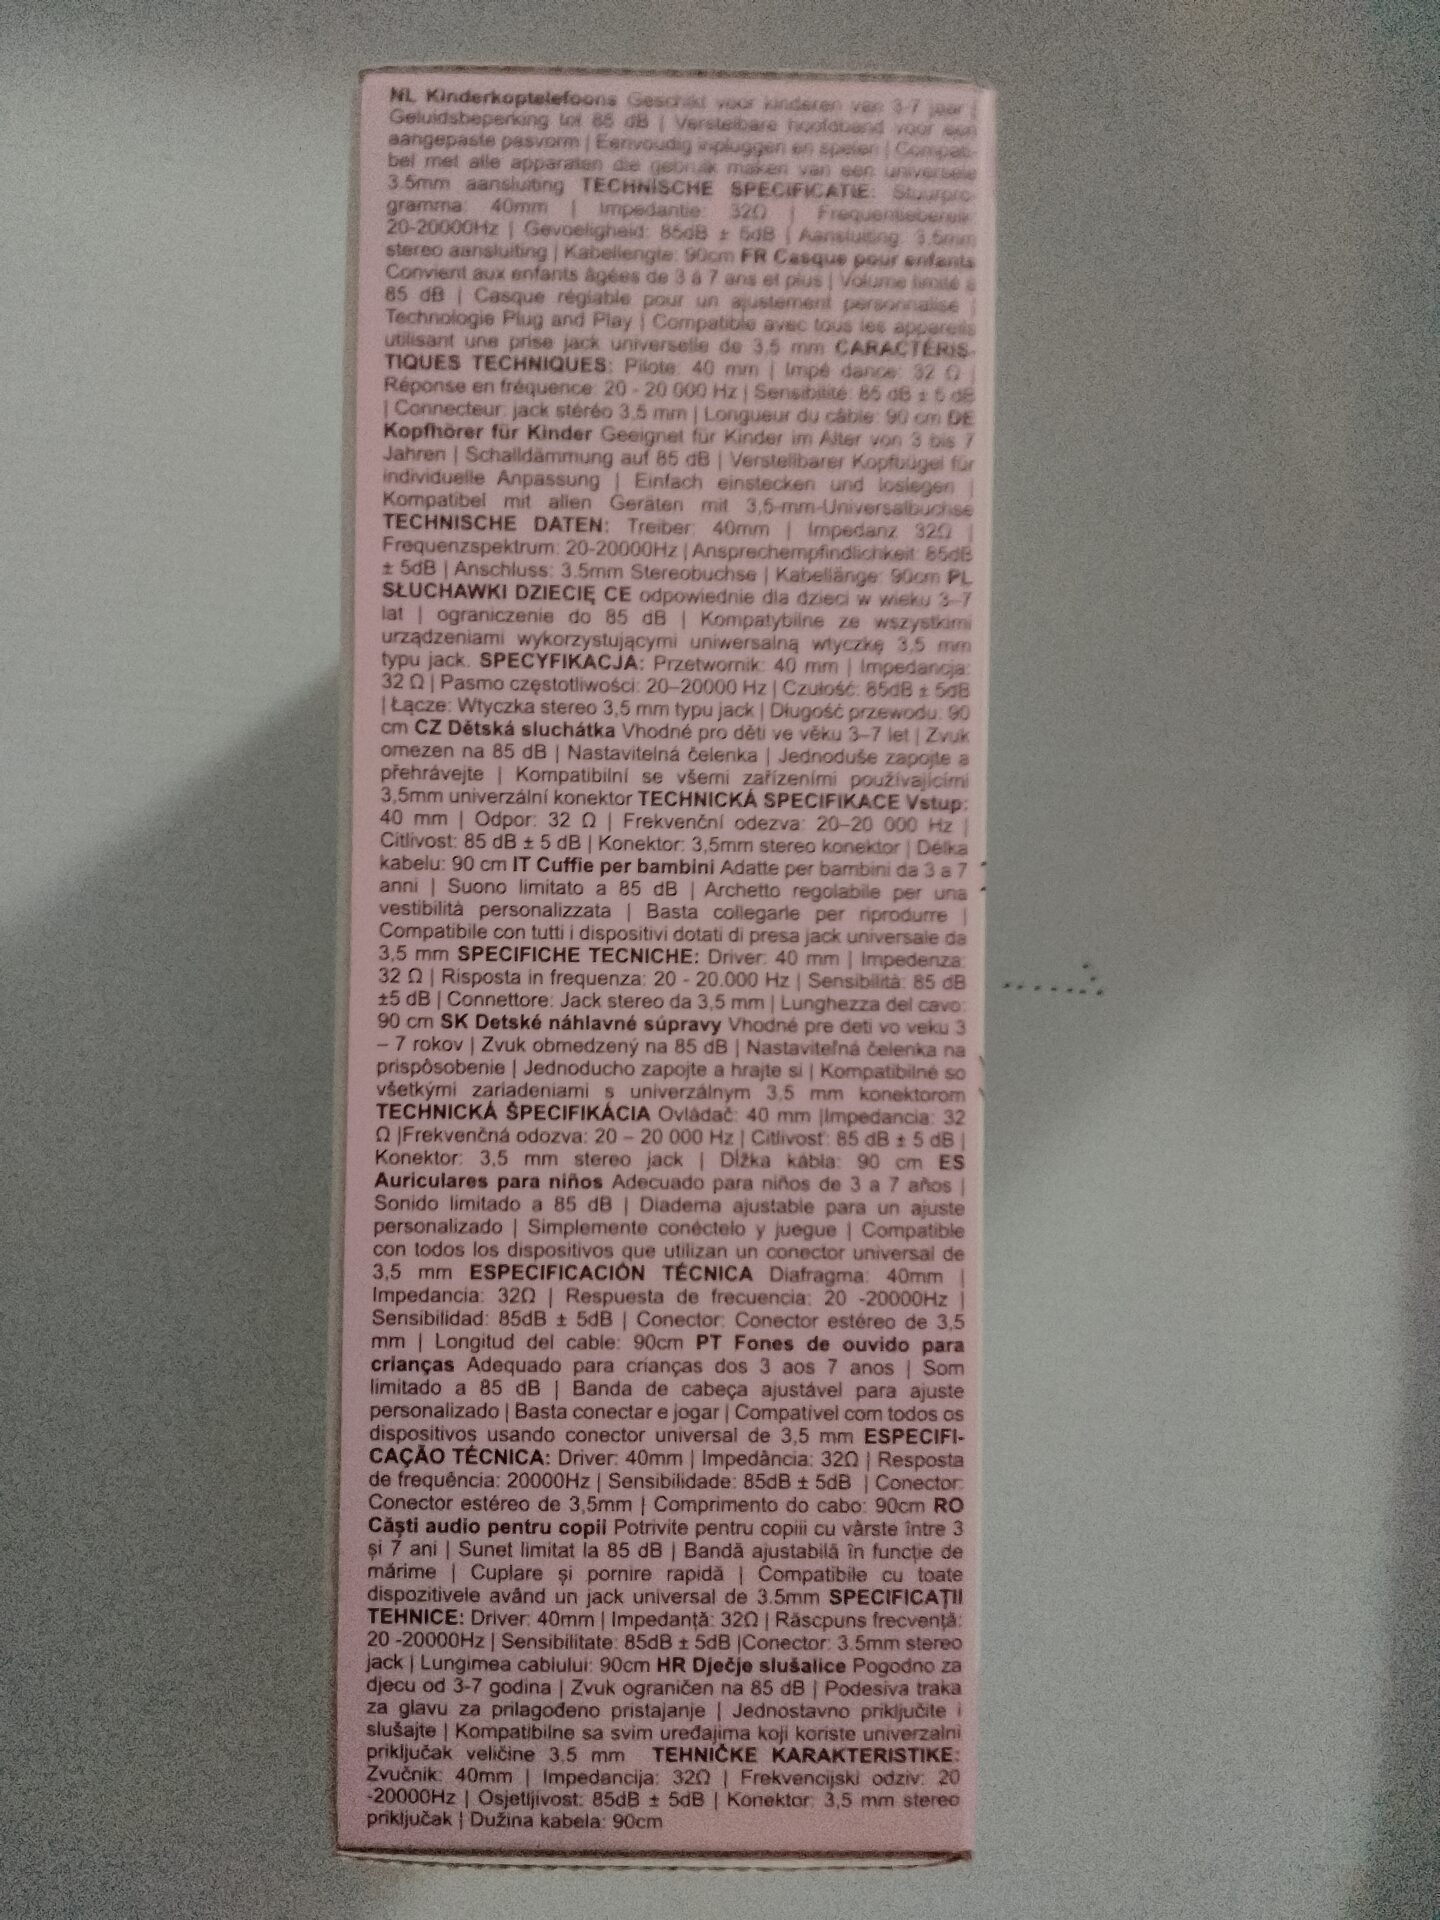 NL Kinderkoptelefoons Geschikt voor kinderen van 3-7 jaar |
Geluidsbeperking tot 85 dB | Verstelbare hoofdband voor een
aangepaste pasvorm | Eenvoudig inpluggen en spelen | Compati-
bel met alle apparaten die gebruik maken van een universele
3.5mm aansluiting TECHNISCHE SPECIFICATIE: Stuurpro-
gramma: 40mm | Impedantie: 32Ω | Frequentiebereik:
20-20000Hz | Gevoeligheid: 85dB ± 5dB | Aansluiting: 3.5mm
stereo aansluiting | Kabellengte: 90cm FR Casque pour enfants
Convient aux enfants âgées de 3 à 7 ans et plus | Volume limité à
85 dB | Casque réglable pour un ajustement personnalisé |
Technologie Plug and Play | Compatible avec tous les appareils
utilisant une prise jack universelle de 3,5 mm CARACTÉRIS-
TIQUES TECHNIQUES: Pilote: 40 mm | Impé dance: 32 Ω |
Réponse en fréquence: 20 - 20 000 Hz | Sensibilité: 85 dB ± 5 dB
| Connecteur: jack stéréo 3,5 mm | Longueur du câble: 90 cm DE
Kopfhörer für Kinder Geeignet für Kinder im Alter von 3 bis 7
Jahren | Schalldämmung auf 85 dB | Verstellbarer Kopfbügel für
individuelle Anpassung | Einfach einstecken und loslegen |
Kompatibel mit allen Geräten mit 3,5-mm-Universalbuchse
TECHNISCHE DATEN: Treiber: 40mm | Impedanz 32Ω |
Frequenzspektrum: 20-20000Hz | Ansprechempfindlichkeit: 85dB
± 5dB | Anschluss: 3.5mm Stereobuchse | Kabellänge: 90cm PL
SŁUCHAWKI DZIECIĘ CE odpowiednie dla dzieci w wieku 3–7
lat | ograniczenie do 85 dB | Kompatybilne ze wszystkimi
urządzeniami wykorzystującymi uniwersalną wtyczkę 3,5 mm
typu jack. SPECYFIKACJA: Przetwornik: 40 mm | Impedancja:
32 Ω | Pasmo częstotliwości: 20–20000 Hz | Czułość: 85dB ± 5dB
| Łącze: Wtyczka stereo 3,5 mm typu jack | Długość przewodu: 90
cm CZ Dětská sluchátka Vhodné pro děti ve věku 3–7 let | Zvuk
omezen na 85 dB | Nastavitelná čelenka | Jednoduše zapojte a
přehrávejte | Kompatibilní se všemi zařízeními používajícími
3,5mm univerzální konektor TECHNICKÁ SPECIFIKACE Vstup:
40 mm | Odpor: 32 Ω | Frekvenční odezva: 20–20 000 Hz |
Citlivost: 85 dB ± 5 dB | Konektor: 3,5mm stereo konektor | Délka
kabelu: 90 cm IT Cuffie per bambini Adatte per bambini da 3 a 7
anni | Suono limitato a 85 dB | Archetto regolabile per una
vestibilità personalizzata | Basta collegarle per riprodurre |
Compatibile con tutti i dispositivi dotati di presa jack universale da
3,5 mm SPECIFICHE TECNICHE: Driver: 40 mm | Impedenza:
32 Ω | Risposta in frequenza: 20 - 20.000 Hz | Sensibilità: 85 dB
±5 dB | Connettore: Jack stereo da 3,5 mm | Lunghezza del cavo:
90 cm SK Detské náhlavné súpravy Vhodné pre deti vo veku 3
– 7 rokov | Zvuk obmedzený na 85 dB | Nastaviteľná čelenka na
prispôsobenie | Jednoducho zapojte a hrajte si | Kompatibilné so
všetkými zariadeniami s univerzálnym 3,5 mm konektorom
TECHNICKÁ ŠPECIFIKÁCIA Ovládač: 40 mm |Impedancia: 32
Ω |Frekvenčná odozva: 20 – 20 000 Hz | Citlivosť: 85 dB ± 5 dB |
Konektor: 3,5 mm stereo jack | Dĺžka kábla: 90 cm ES
Auriculares para niños Adecuado para niños de 3 a 7 años |
Sonido limitado a 85 dB | Diadema ajustable para un ajuste
personalizado | Simplemente conéctelo y juegue | Compatible
con todos los dispositivos que utilizan un conector universal de
3,5 mm ESPECIFICACIÓN TÉCNICA Diafragma: 40mm |
Impedancia: 32Ω | Respuesta de frecuencia: 20 -20000Hz |
Sensibilidad: 85dB ± 5dB | Conector: Conector estéreo de 3,5
mm | Longitud del cable: 90cm PT Fones de ouvido para
crianças Adequado para crianças dos 3 aos 7 anos | Som
limitado a 85 dB | Banda de cabeça ajustável para ajuste
personalizado | Basta conectar e jogar | Compatível com todos os
dispositivos usando conector universal de 3,5 mm ESPECIFI-
CAÇÃO TÉCNICA: Driver: 40mm | Impedância: 32Ω | Resposta
de frequência: 20000Hz | Sensibilidade: 85dB ± 5dB | Conector:
Conector estéreo de 3,5mm | Comprimento do cabo: 90cm RO
Căști audio pentru copii Potrivite pentru copiii cu vârste între 3
și 7 ani | Sunet limitat la 85 dB | Bandă ajustabilă în funcție de
mărime | Cuplare și pornire rapidă | Compatibile cu toate
dispozitivele având un jack universal de 3.5mm SPECIFICAȚII
TEHNICE: Driver: 40mm | Impedanță: 32Ω | Răscpuns frecvență:
20 -20000Hz | Sensibilitate: 85dB ± 5dB |Conector: 3.5mm stereo
jack | Lungimea cablului: 90cm HR Dječje slušalice Pogodno za
djecu od 3-7 godina | Zvuk ograničen na 85 dB | Podesiva traka
za glavu za prilagođeno pristajanje | Jednostavno priključite i
slušajte | Kompatibilne sa svim uređajima koji koriste univerzalni
priključak veličine 3,5 mm TEHNIČKE KARAKTERISTIKE:
Zvučnik: 40mm | Impedancija: 32Ω | Frekvencijski odziv: 20
-20000Hz | Osjetljivost: 85dB ± 5dB | Konektor: 3,5 mm stereo
priključak | Dužina kabela: 90cm